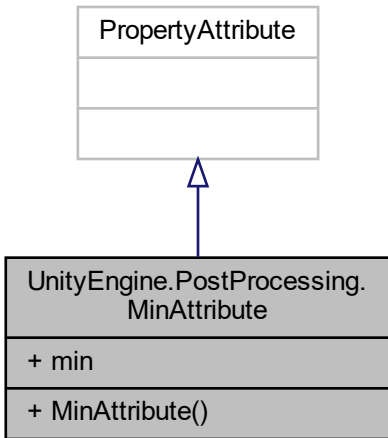 PropertyAttribute
UnityEngine.PostProcessing.
MinAttribute
+ min
+ MinAttribute()